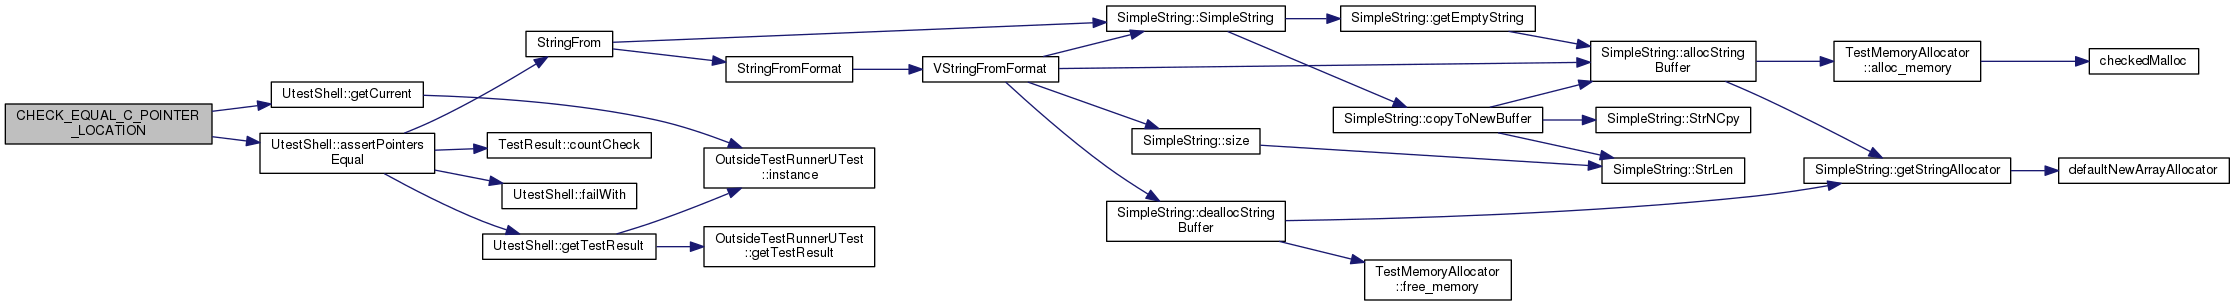 CHECK_EQUAL_C_POINTER
_LOCATION
UtestShell::getCurrent
UtestShell::assertPointers
Equal
StringFrom
TestResult::countCheck
UtestShell::failWith
UtestShell::getTestResult
StringFromFormat
OutsideTestRunnerUTest
::instance
OutsideTestRunnerUTest
::getTestResult
VStringFromFormat
SimpleString::SimpleString
SimpleString::size
SimpleString::deallocString
Buffer
SimpleString::getEmptyString
SimpleString::copyToNewBuffer
TestMemoryAllocator
::free_memory
SimpleString::allocString
Buffer
SimpleString::StrNCpy
SimpleString::StrLen
TestMemoryAllocator
::alloc_memory
SimpleString::getStringAllocator
checkedMalloc
defaultNewArrayAllocator